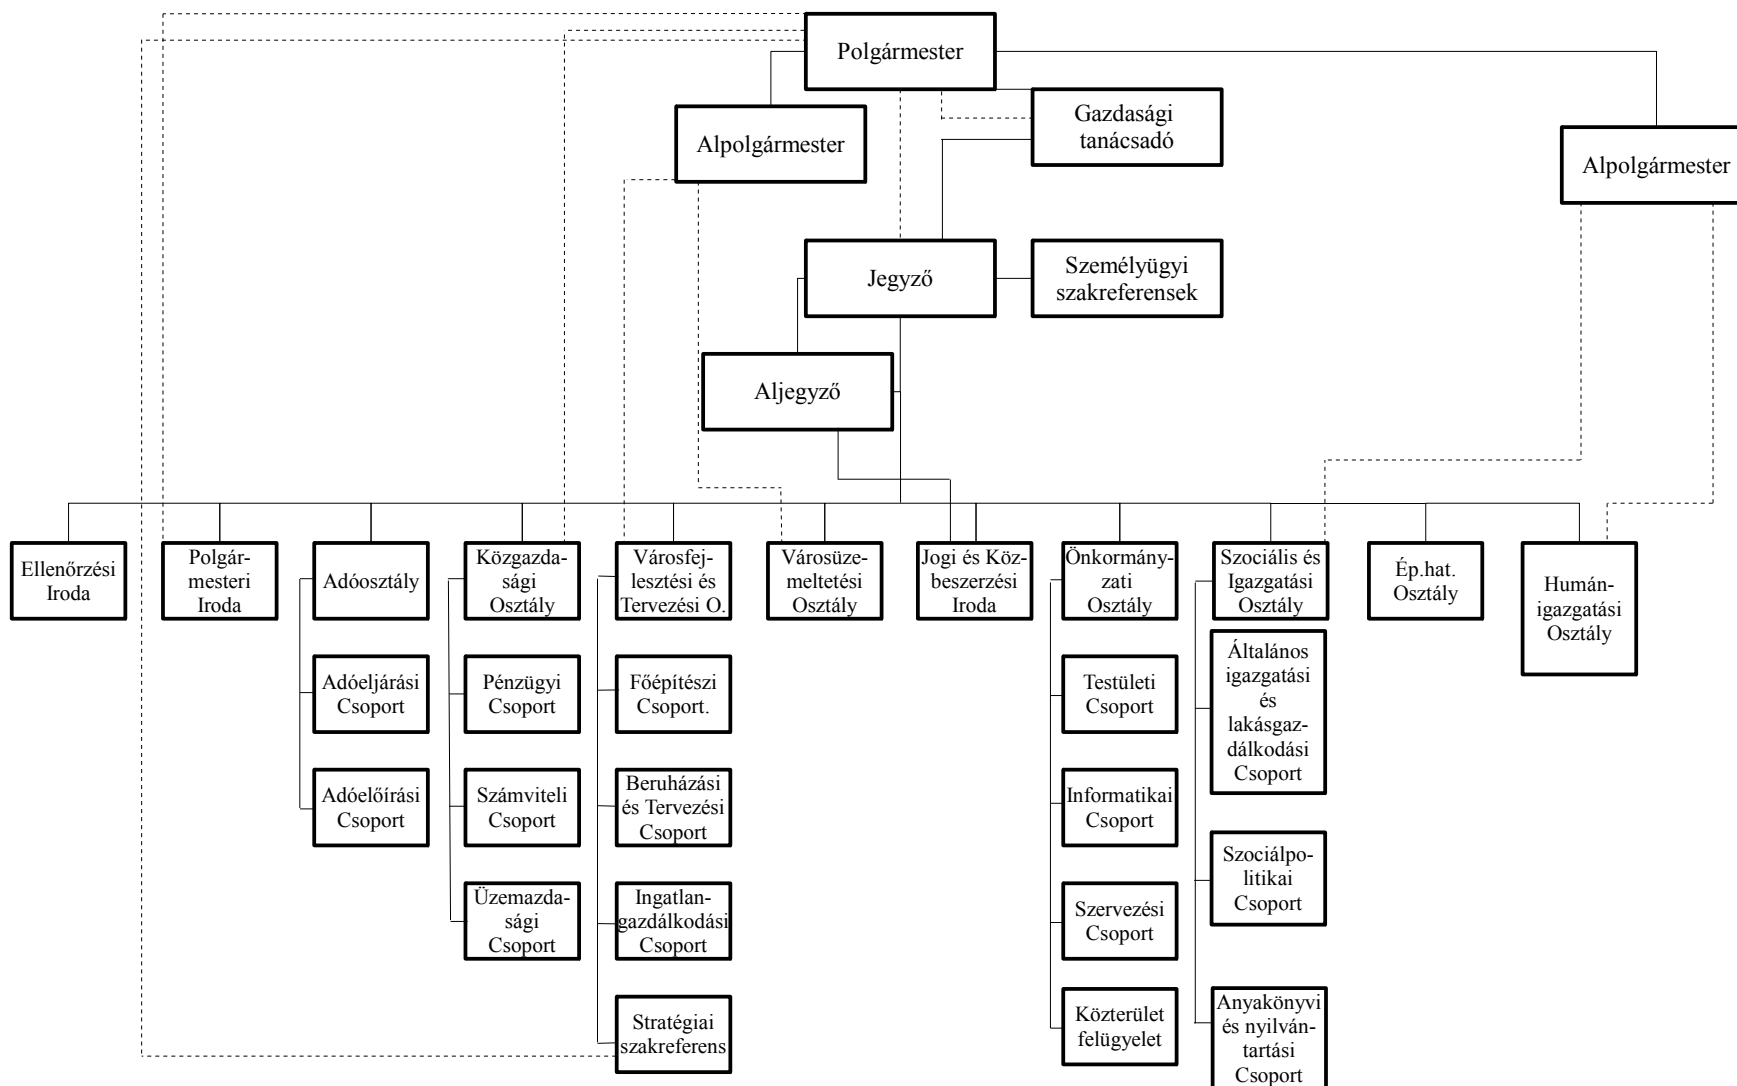 Polgármester
Gazdasági
tanácsadó
Alpolgármester
Alpolgármester
Jegyző
Személyügyi
szakreferensek
Aljegyző
Ellenőrzési
Iroda
Polgár-
mesteri
Iroda
Adóosztály
Közgazda-
sági
Osztály
Városfej-
lesztési és
Tervezési O.
Városüze-
meltetési
Osztály
Jogi és Köz-
beszerzési
Iroda
Önkormány-
zati
Osztály
Szociális és
Igazgatási
Osztály
Ép.hat.
Osztály
Humán-
igazgatási
Osztály
Adóeljárási
Csoport
Pénzügyi
Csoport
Főépítészi
Csoport.
Testületi
Csoport
Általános
igazgatási
és
lakásgaz-
dálkodási
Csoport
Adóelőírási
Csoport
Számviteli
Csoport
Beruházási
és Tervezési
Csoport
Informatikai
Csoport
Szociálpo-
litikai
Csoport
Üzemazda-
sági
Csoport
Ingatlan-
gazdálkodási
Csoport
Szervezési
Csoport
Stratégiai
szakreferens
Közterület
felügyelet
Anyakönyvi
és nyilván-
tartási
Csoport